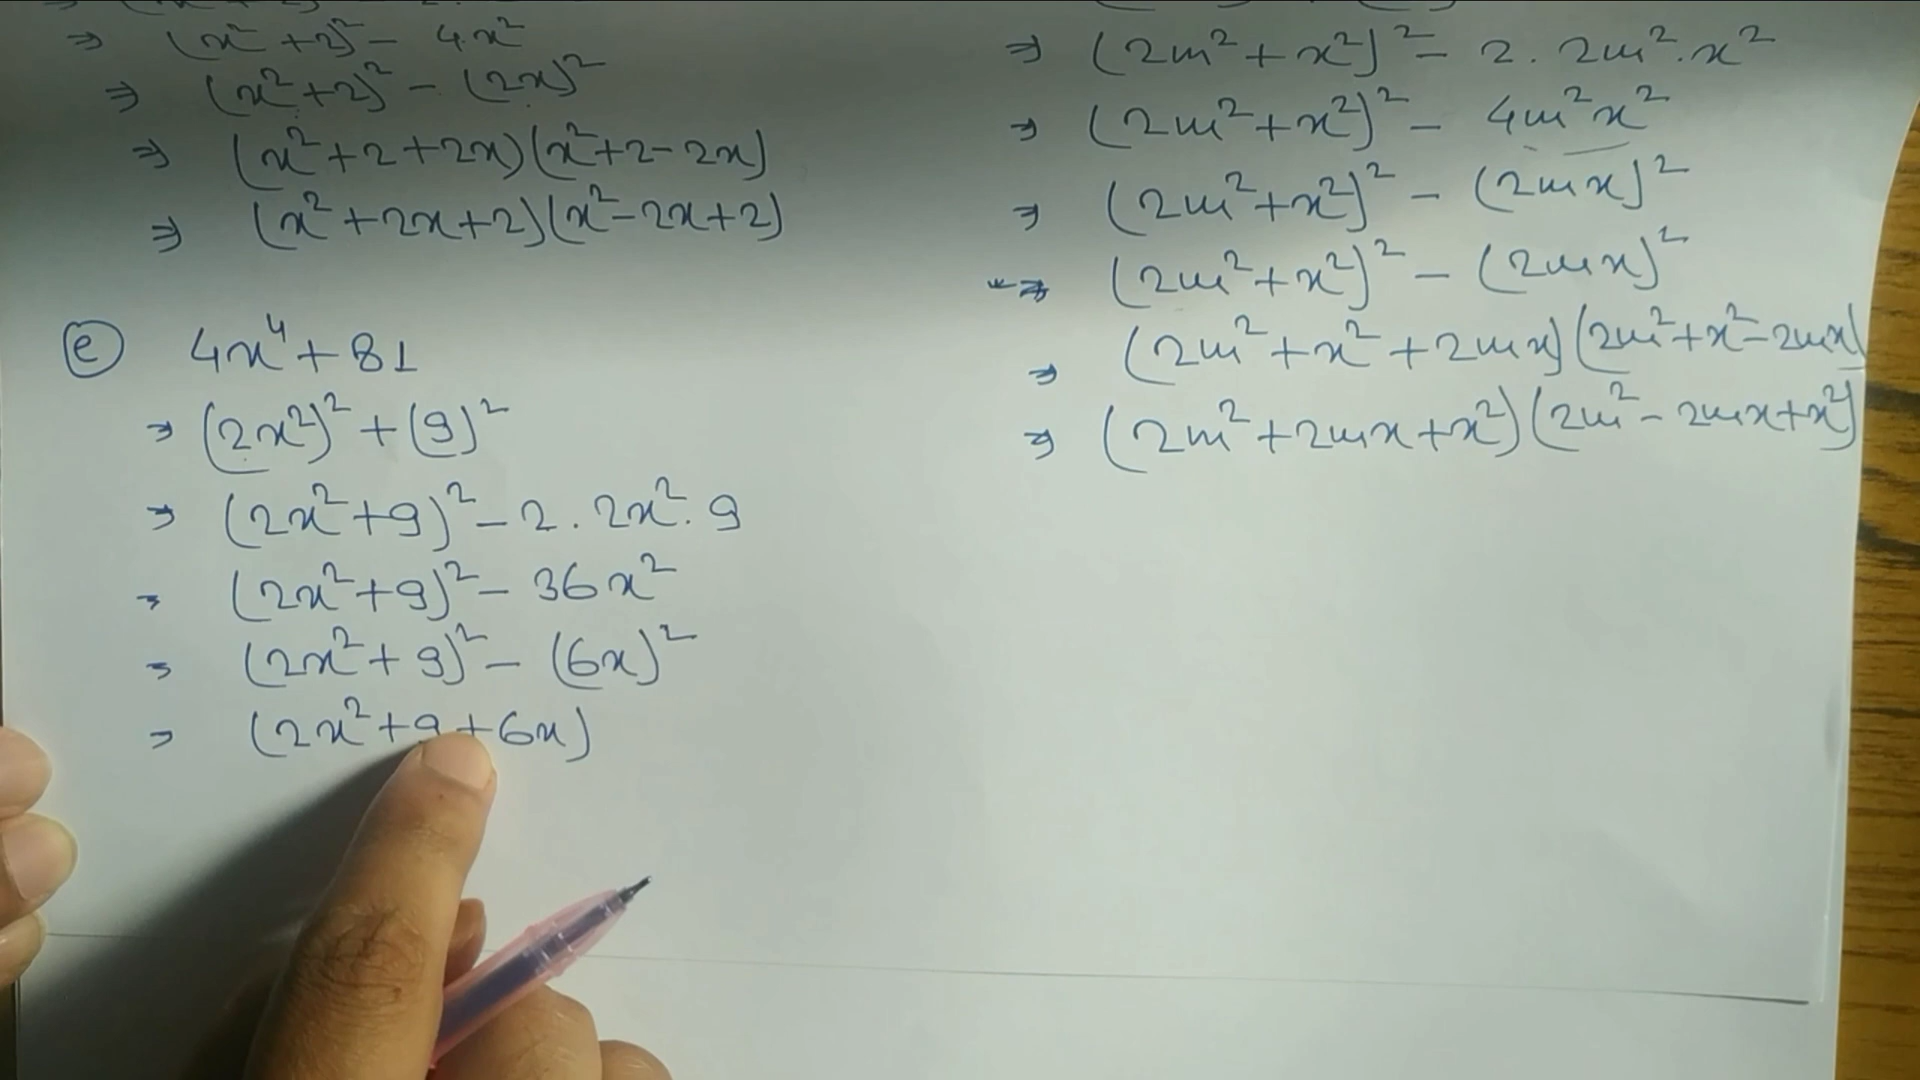 ⇒ (x² + 2)² - 4x²
⇒ (x² + 2)² - (2x)²
⇒ (x² + 2 + 2x)(x² + 2 - 2x)
⇒ (x² + 2x + 2)(x² - 2x + 2)
ⓔ 4x⁴ + 81
⇒ (2x²)² + (9)²
⇒ (2x² + 9)² - 2 . 2x² . 9
⇒ (2x² + 9)² - 36x²
⇒ (2x² + 9)² - (6x)²
⇒ (2x² + 9 + 6x)
⇒ (2m² + x²)² - 2 . 2m² . x²
⇒ (2m² + x²)² - 4m²x²
⇒ (2m² + x²)² - (2mx)²
⇒ (2m² + x²)² - (2mx)²
⇒ (2m² + x² + 2mx)(2m² + x² - 2mx)
⇒ (2m² + 2mx + x²)(2m² - 2mx + x²)